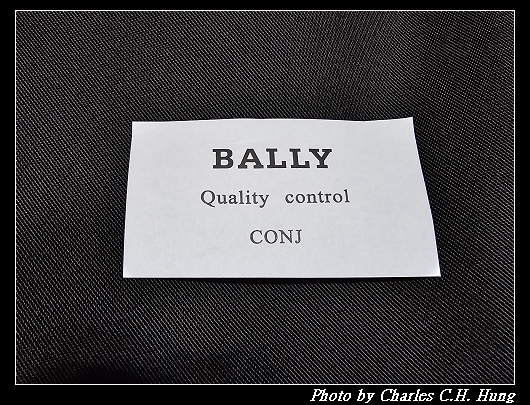 BALLY
Quality control
CONJ
Photo by Charles C.H. Hung